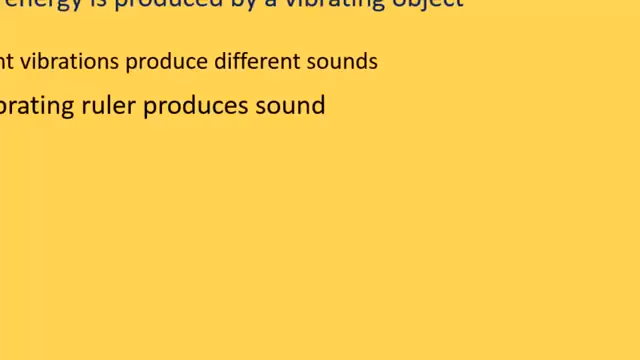 energy is produced by a vibrating object
vibrations produce different sounds
ruler produces sound